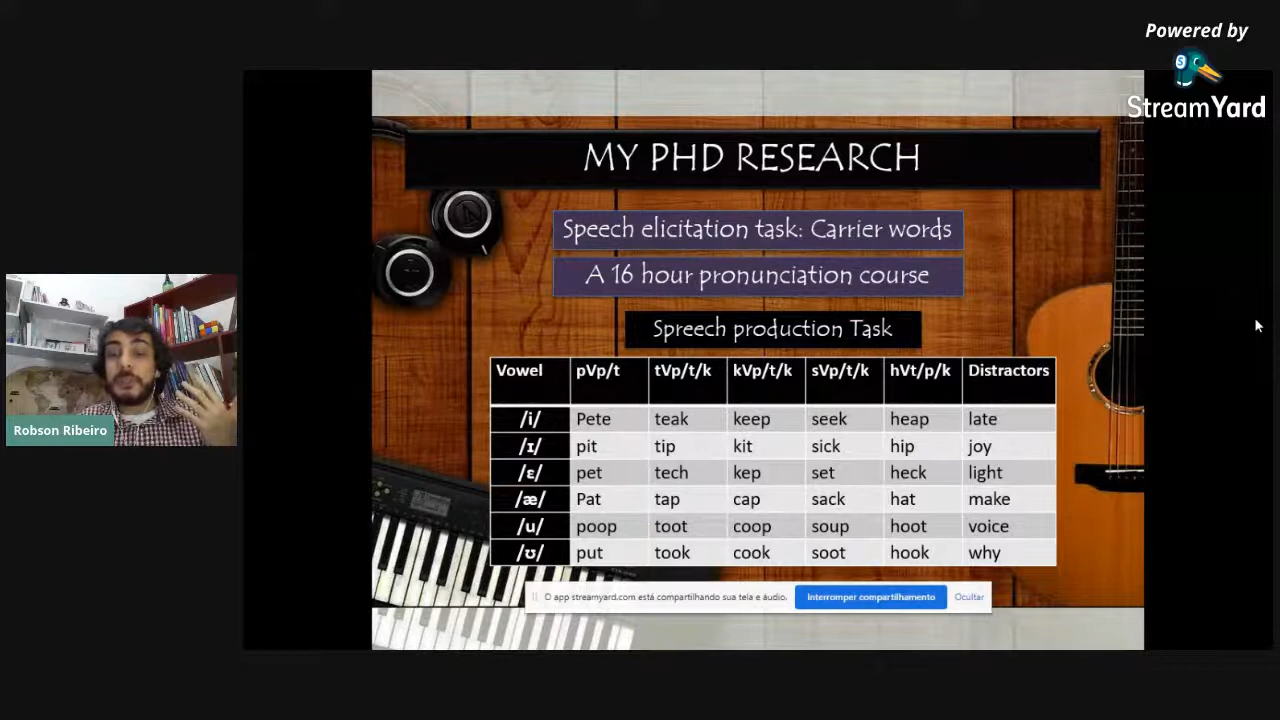 Powered by
StreamYard
MY PHD RESEARCH
Speech elicitation task: Carrier words
A 16 hour pronunciation course
Spreech production Task
Vowel pVp/t tVp/t/k kVp/t/k sVp/t/k hVt/p/k Distractors
/i/ Pete teak keep seek heap late
/ɪ/ pit tip kit sick hip joy
/ɛ/ pet tech kep set heck light
/æ/ Pat tap cap sack hat make
/u/ poop toot coop soup hoot voice
/ʊ/ put took cook soot hook why
Robson Ribeiro
O app streamyard.com está compartilhando sua tela e áudio. Interromper compartilhamento Ocultar